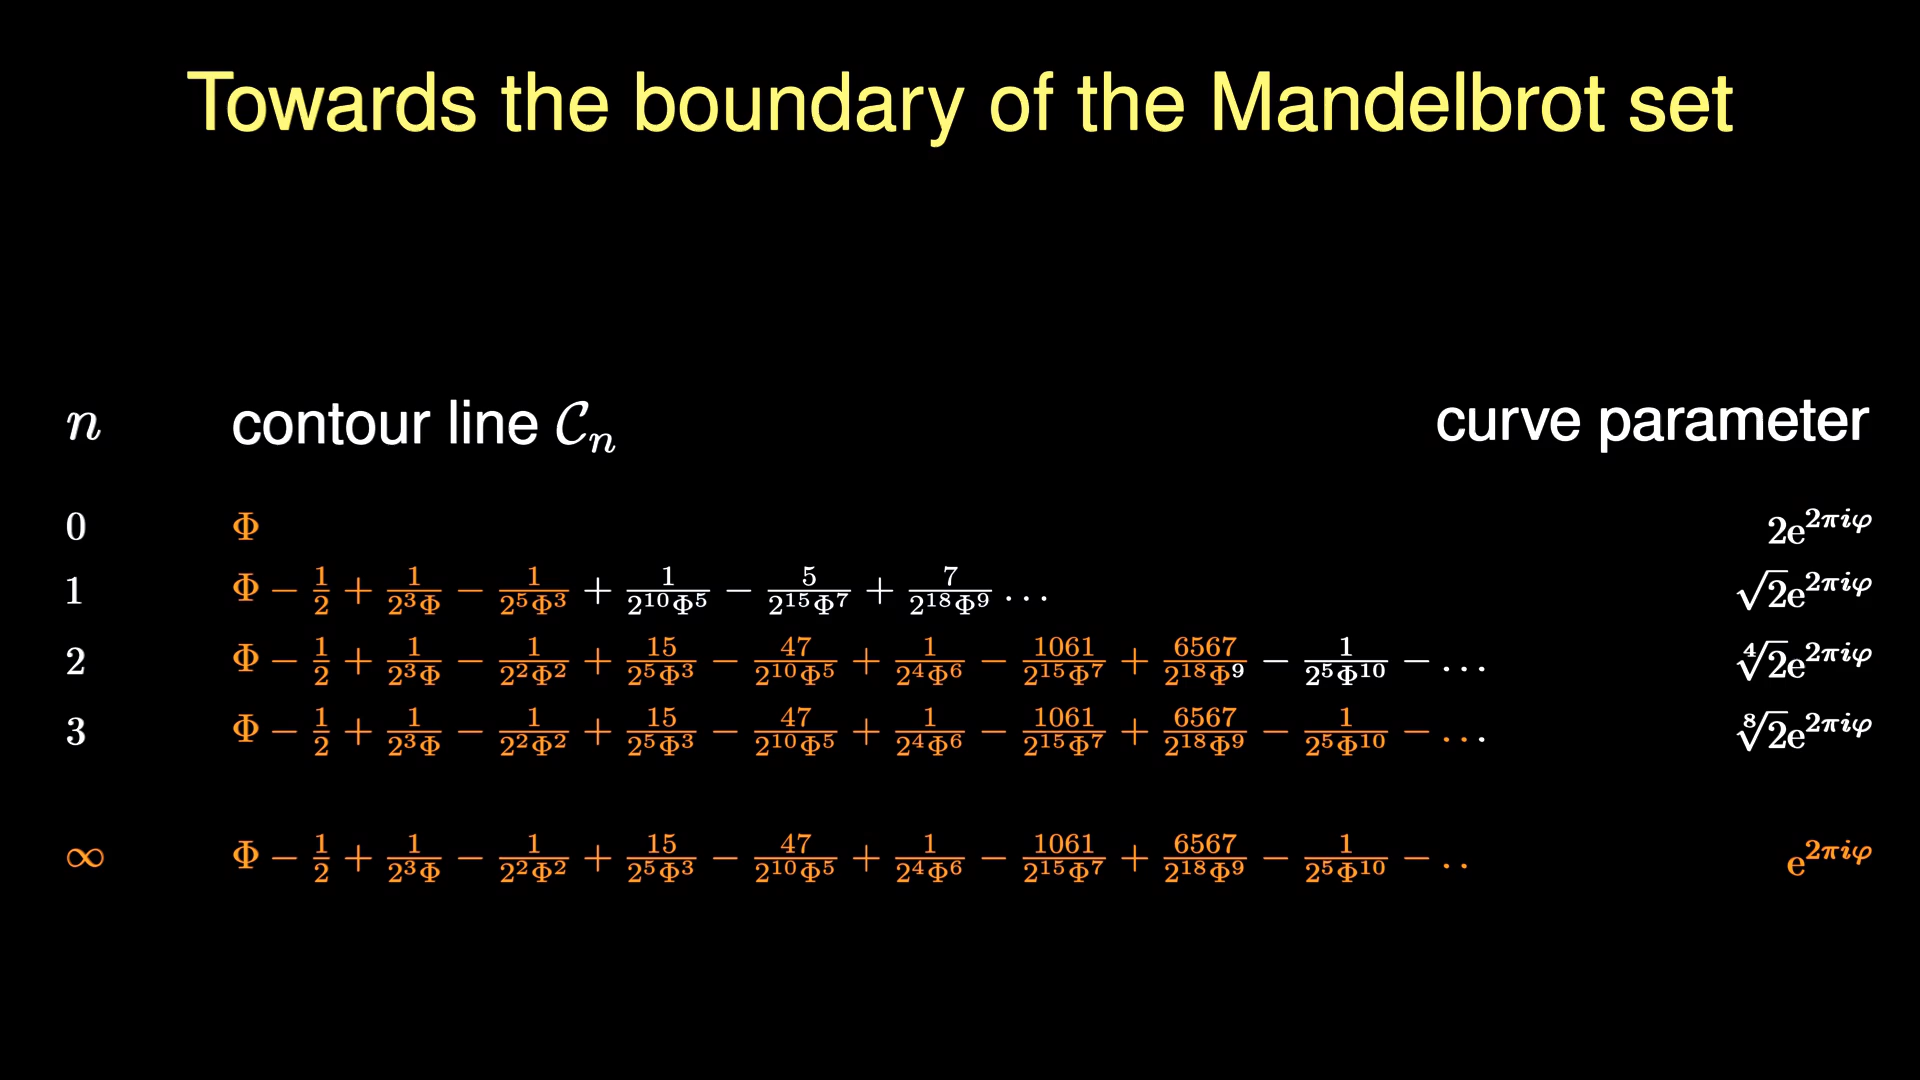 Towards the boundary of the Mandelbrot set
n contour line 𝒞ₙ curve parameter
0 Φ 2e^{2πiφ}
1 Φ − 1/2 + 1/(2³Φ) − 1/(2⁵Φ³) + 1/(2¹⁰Φ⁵) − 5/(2¹⁵Φ⁷) + 7/(2¹⁸Φ⁹) … √2e^{2πiφ}
2 Φ − 1/2 + 1/(2³Φ) − 1/(2²Φ²) + 15/(2⁵Φ³) − 47/(2¹⁰Φ⁵) + 1/(2⁴Φ⁶) − 1061/(2¹⁵Φ⁷) + 6567/(2¹⁸Φ⁹) − 1/(2⁵Φ¹⁰) − … ∜2e^{2πiφ}
3 Φ − 1/2 + 1/(2³Φ) − 1/(2²Φ²) + 15/(2⁵Φ³) − 47/(2¹⁰Φ⁵) + 1/(2⁴Φ⁶) − 1061/(2¹⁵Φ⁷) + 6567/(2¹⁸Φ⁹) − 1/(2⁵Φ¹⁰) − … ⁸√2e^{2πiφ}
∞ Φ − 1/2 + 1/(2³Φ) − 1/(2²Φ²) + 15/(2⁵Φ³) − 47/(2¹⁰Φ⁵) + 1/(2⁴Φ⁶) − 1061/(2¹⁵Φ⁷) + 6567/(2¹⁸Φ⁹) − 1/(2⁵Φ¹⁰) − . . e^{2πiφ}